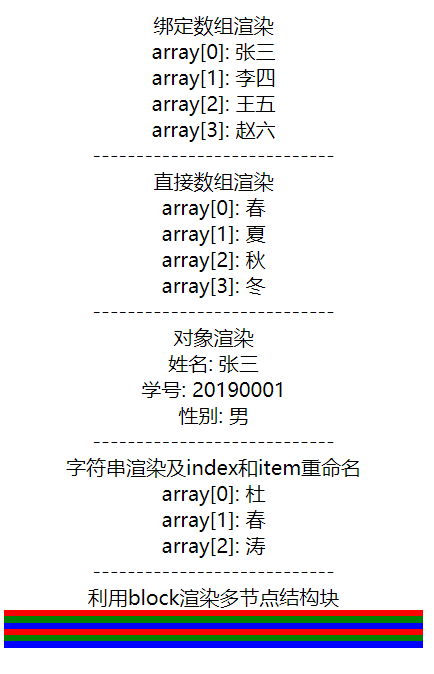 绑定数组渲染
array[0]: 张三
array[1]: 李四
array[2]: 王五
array[3]: 赵六
----------------------------
直接数组渲染
array[0]: 春
array[1]: 夏
array[2]: 秋
array[3]: 冬
----------------------------
对象渲染
姓名: 张三
学号: 20190001
性别: 男
----------------------------
字符串渲染及index和item重命名
array[0]: 杜
array[1]: 春
array[2]: 涛
----------------------------
利用block渲染多节点结构块